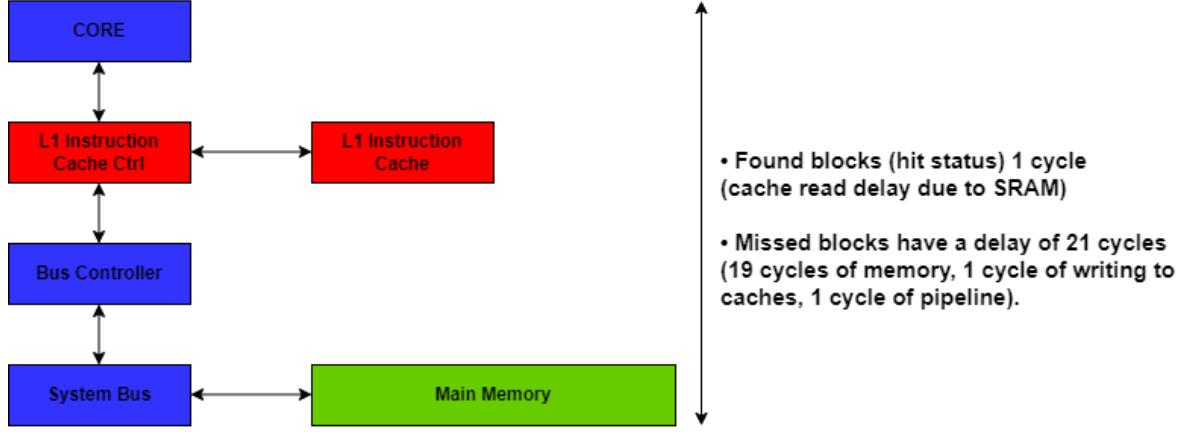 CORE
L1 Instruction
Cache Ctrl
L1 Instruction
Cache
Bus Controller
System Bus
Main Memory
• Found blocks (hit status) 1 cycle
(cache read delay due to SRAM)
• Missed blocks have a delay of 21 cycles
(19 cycles of memory, 1 cycle of writing to
caches, 1 cycle of pipeline).